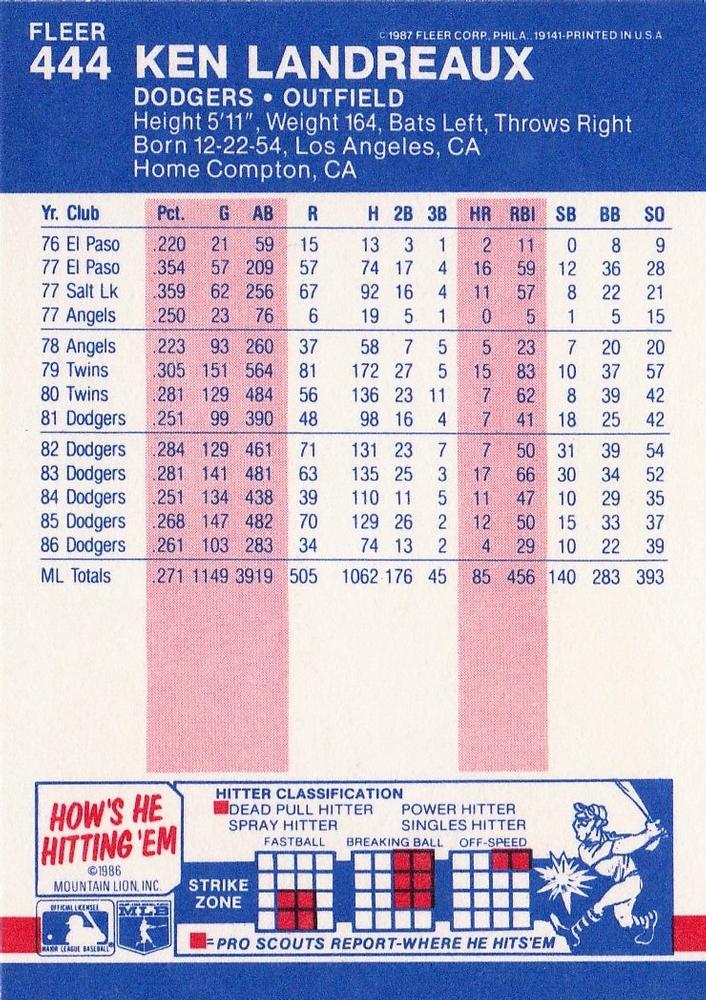 FLEER
© 1987 FLEER CORP., PHILA., 19141-PRINTED IN U.S.A.
444 KEN LANDREAUX
DODGERS • OUTFIELD
Height 5'11", Weight 164, Bats Left, Throws Right
Born 12-22-54, Los Angeles, CA
Home Compton, CA
Yr. Club Pct. G AB R H 2B 3B HR RBI SB BB SO
76 El Paso .220 21 59 15 13 3 1 2 11 0 8 9
77 El Paso .354 57 209 57 74 17 4 16 59 12 36 28
77 Salt Lk .359 62 256 67 92 16 4 11 57 8 22 21
77 Angels .250 23 76 6 19 5 1 0 5 1 5 15
78 Angels .223 93 260 37 58 7 5 5 23 7 20 20
79 Twins .305 151 564 81 172 27 5 15 83 10 37 57
80 Twins .281 129 484 56 136 23 11 7 62 8 39 42
81 Dodgers .251 99 390 48 98 16 4 7 41 18 25 42
82 Dodgers .284 129 461 71 131 23 7 7 50 31 39 54
83 Dodgers .281 141 481 63 135 25 3 17 66 30 34 52
84 Dodgers .251 134 438 39 110 11 5 11 47 10 29 35
85 Dodgers .268 147 482 70 129 26 2 12 50 15 33 37
86 Dodgers .261 103 283 34 74 13 2 4 29 10 22 39
ML Totals .271 1149 3919 505 1062 176 45 85 456 140 283 393
HOW'S HE
HITTING 'EM
©1986
MOUNTAIN LION, INC.
OFFICIAL LICENSEE
MAJOR LEAGUE BASEBALL
MLB
HITTER CLASSIFICATION
DEAD PULL HITTER POWER HITTER
SPRAY HITTER SINGLES HITTER
FASTBALL BREAKING BALL OFF-SPEED
STRIKE
ZONE
=PRO SCOUTS REPORT-WHERE HE HITS'EM